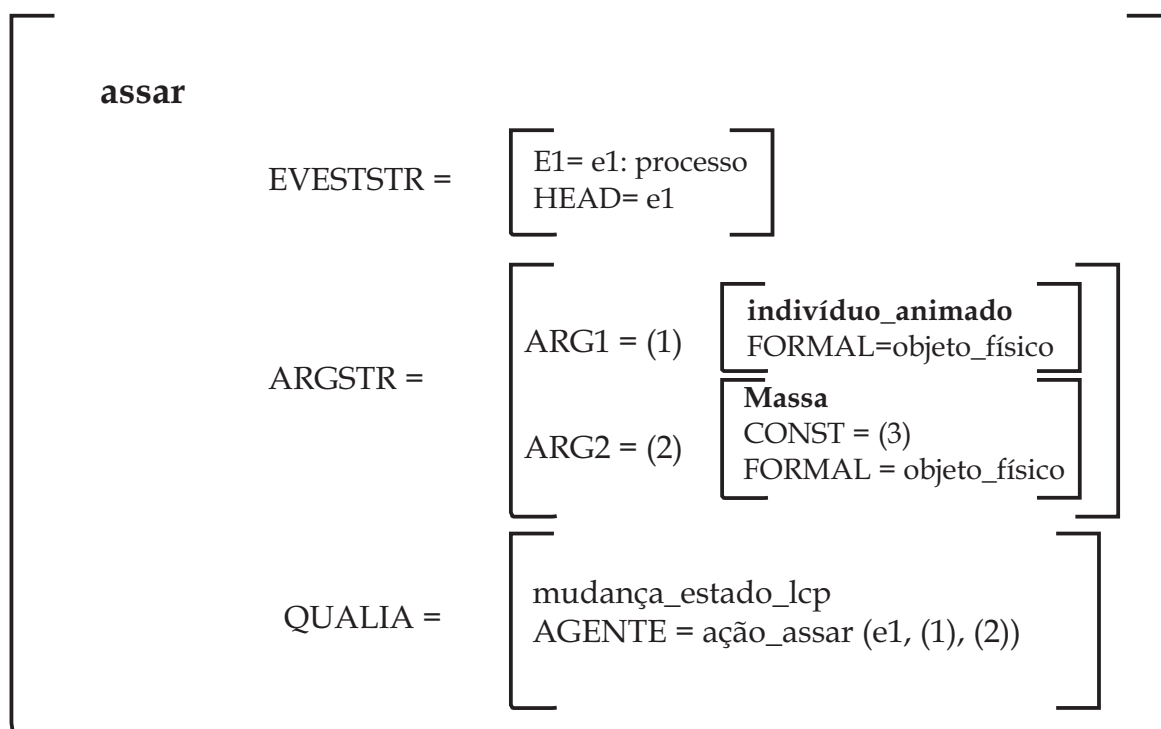 assar
EVESTSTR =
E1= e1: processo
HEAD= e1
ARGSTR =
ARG1 = (1)
indivíduo_animado
FORMAL=objeto_físico
ARG2 = (2)
Massa
CONST = (3)
FORMAL = objeto_físico
QUALIA =
mudança_estado_lcp
AGENTE = ação_assar (e1, (1), (2))